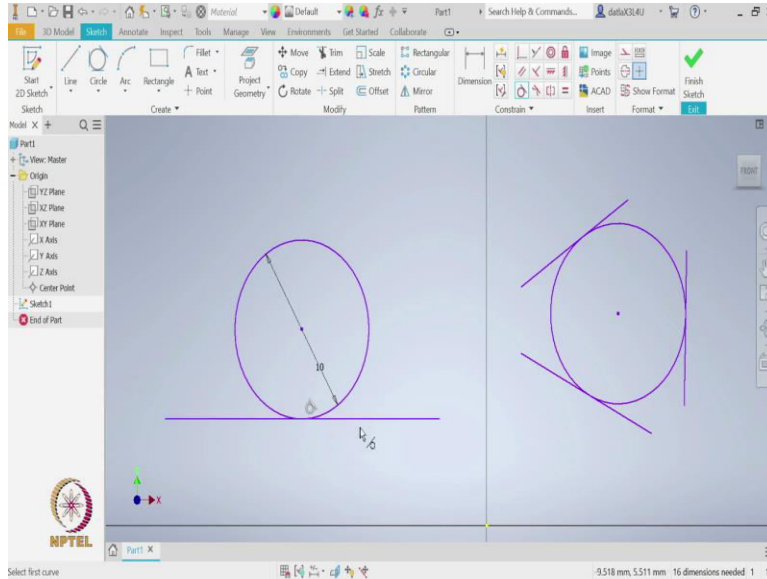 Material
Default
fx
Part1
Search Help & Commands...
datlaX3L4U
File 3D Model Sketch Annotate Inspect Tools Manage View Environments Get Started Collaborate
Start
2D Sketch
Line
Circle
Arc
Rectangle
Fillet
Text
Point
Project
Geometry
Move Trim Scale
Copy Extend Stretch
Rotate Split Offset
Rectangular
Circular
Mirror
Dimension
Image
Points
ACAD
Show Format
Finish
Sketch
Sketch Create Modify Pattern Constrain Insert Format Exit
Model
Part1
View: Master
Origin
YZ Plane
XZ Plane
XY Plane
X Axis
Y Axis
Z Axis
Center Point
Sketch1
End of Part
FRONT
10
X
NPTEL
Part1
Select first curve
-9.518 mm, 5.511 mm 16 dimensions needed 1